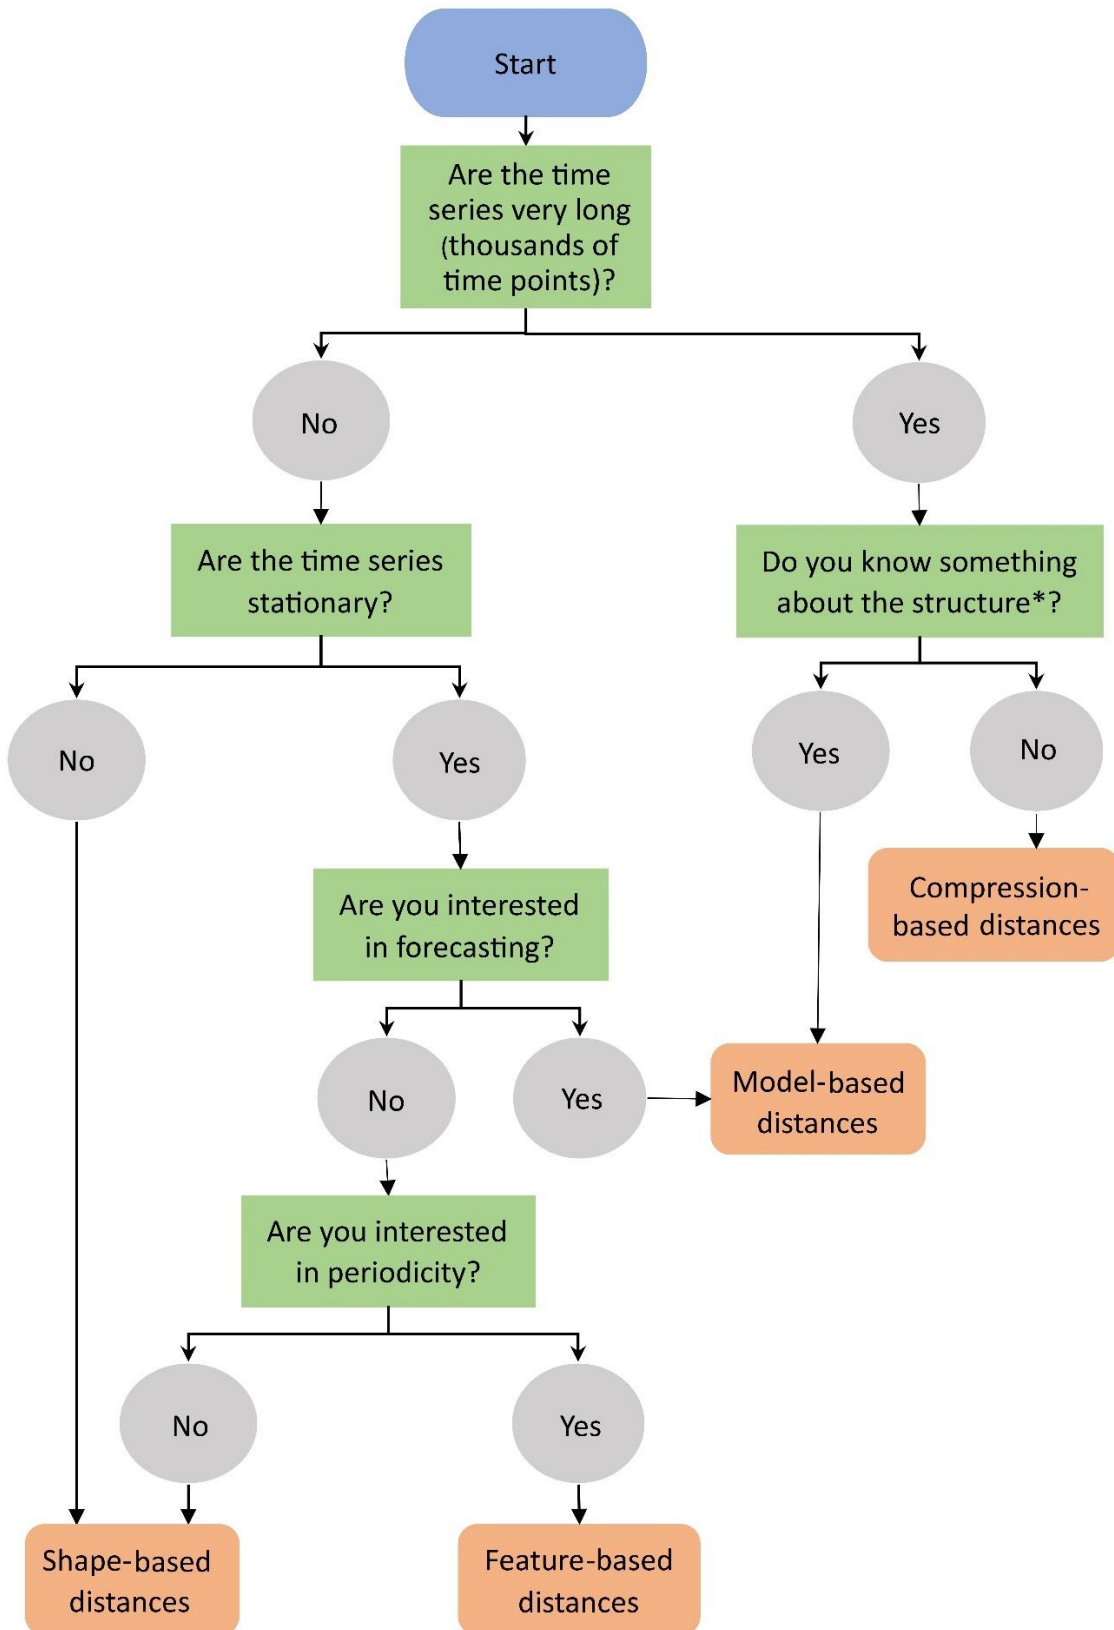 Start
Are the time
series very long
(thousands of
time points)?
No
Yes
Are the time series
stationary?
Do you know something
about the structure*?
No
Yes
Yes
No
Are you interested
in forecasting?
Compression-
based distances
No
Yes
Model-based
distances
Are you interested
in periodicity?
No
Yes
Shape-based
distances
Feature-based
distances